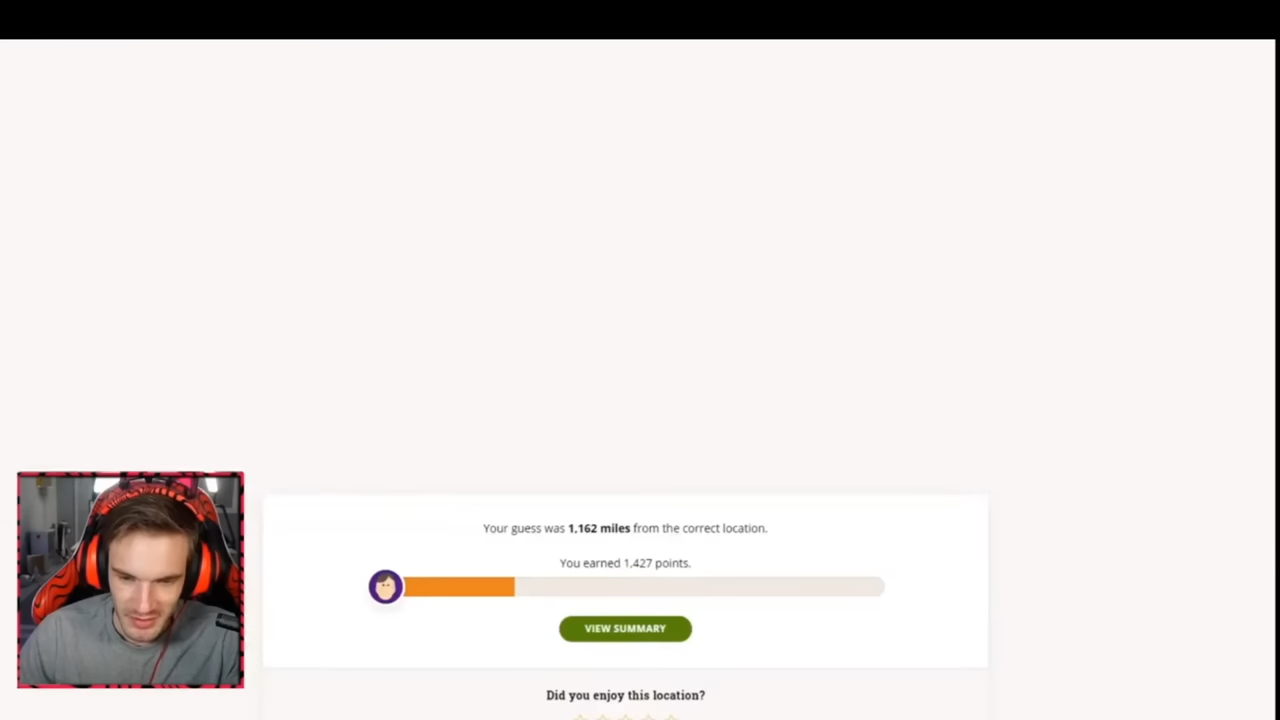 Your guess was 1,162 miles from the correct location.
You earned 1,427 points.
VIEW SUMMARY
Did you enjoy this location?